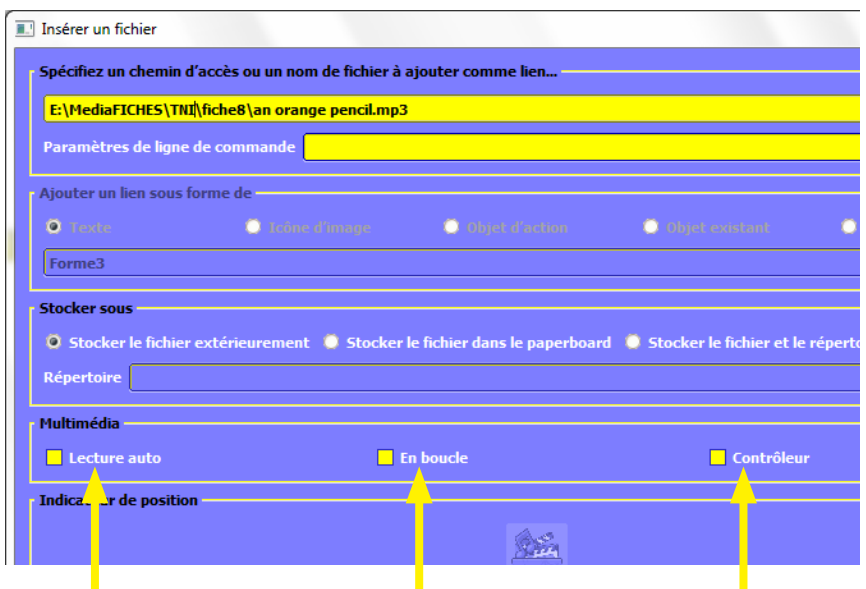 Insérer un fichier
Spécifiez un chemin d'accès ou un nom de fichier à ajouter comme lien...
E:\MediaFICHES\TNI\fiche8\an orange pencil.mp3
Paramètres de ligne de commande
Ajouter un lien sous forme de
Texte Icône d'image Objet d'action Objet existant
Forme3
Stocker sous
Stocker le fichier extérieurement Stocker le fichier dans le paperboard Stocker le fichier et le réperto
Répertoire
Multimédia
Lecture auto En boucle Contrôleur
Indicateur de position